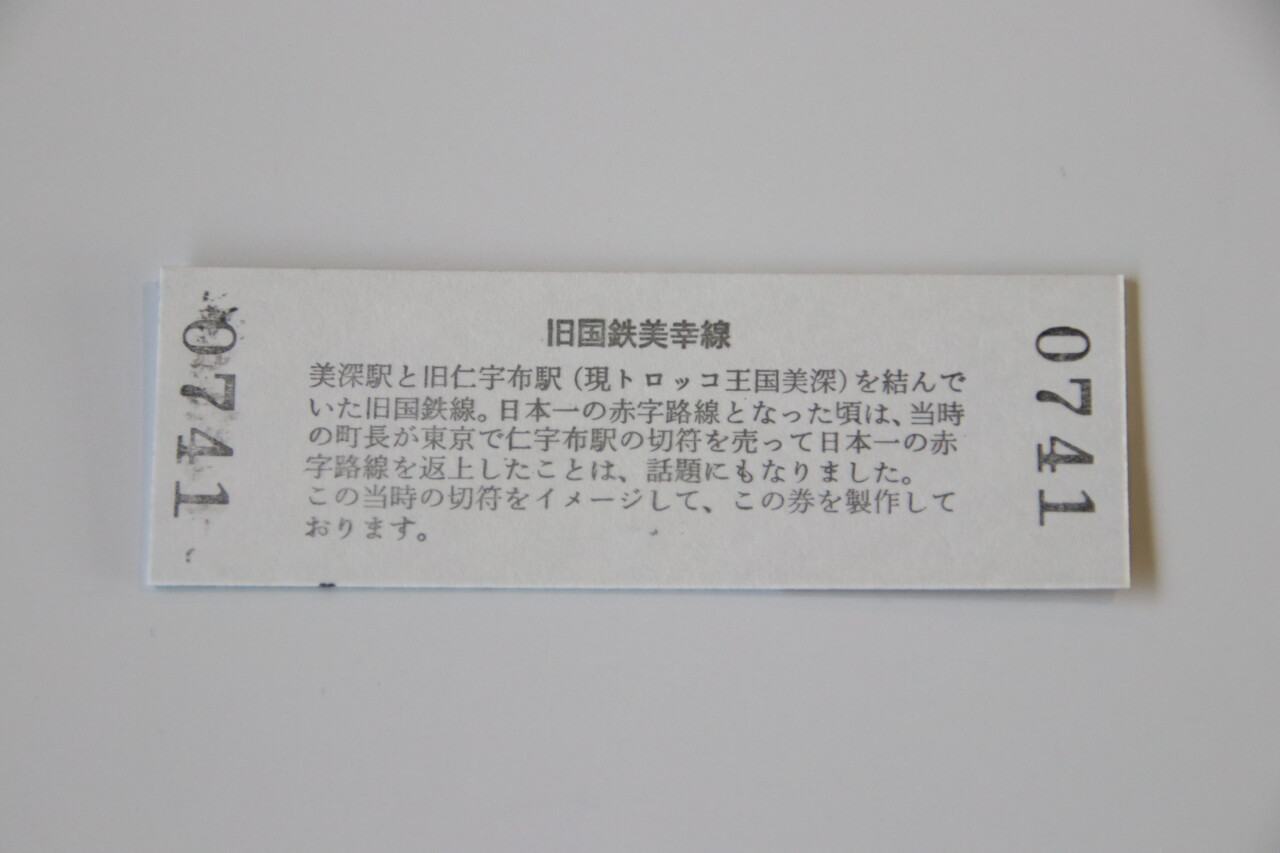 旧国鉄美幸線
美深駅と旧仁宇布駅（現トロッコ王国美深）を結んで
いた旧国鉄線。日本一の赤字路線となった頃は、当時
の町長が東京で仁宇布駅の切符を売って日本一の赤
字路線を返上したことは、話題にもなりました。
この当時の切符をイメージして、この券を製作して
おります。
0741
0741